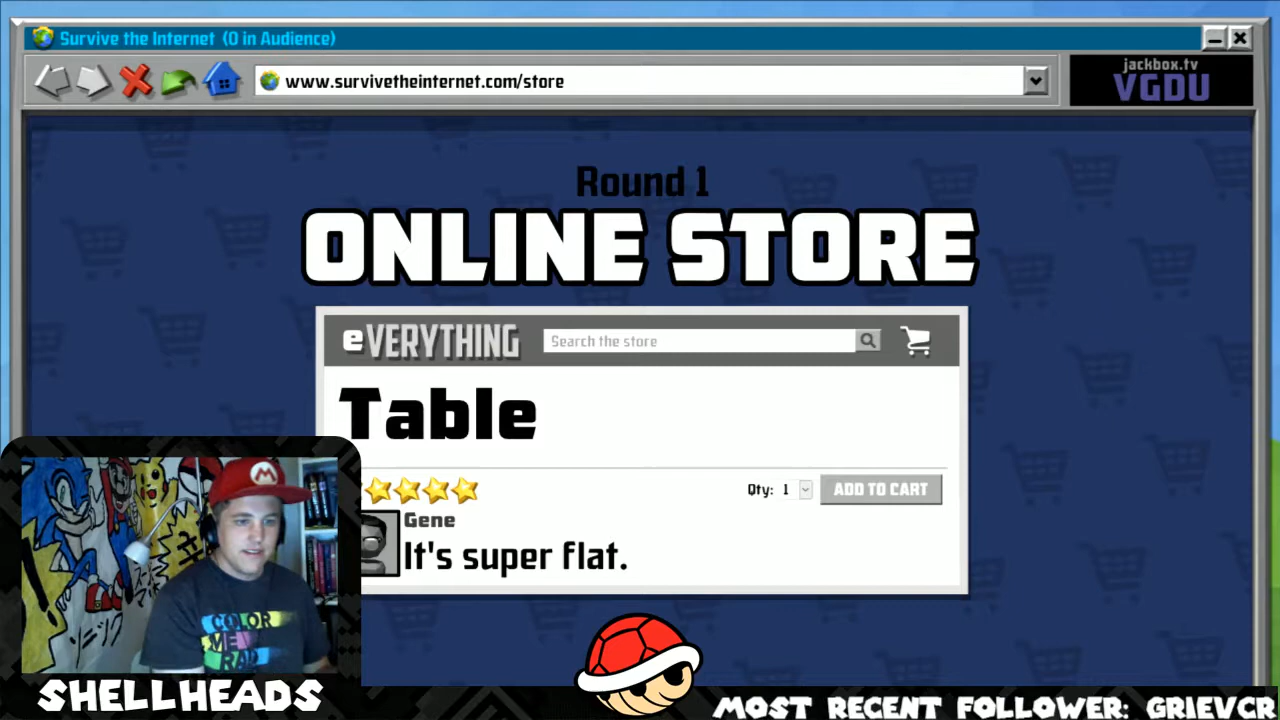 Survive the Internet (0 in Audience)
www.survivetheinternet.com/store
jackbox.tv
VGDU
Round 1
ONLINE STORE
eVERYTHING
Search the store
Table
Qty: 1
ADD TO CART
Gene
It's super flat.
COLOR
ME
RAD
SHELLHEADS
MOST RECENT FOLLOWER: GRIEVCR